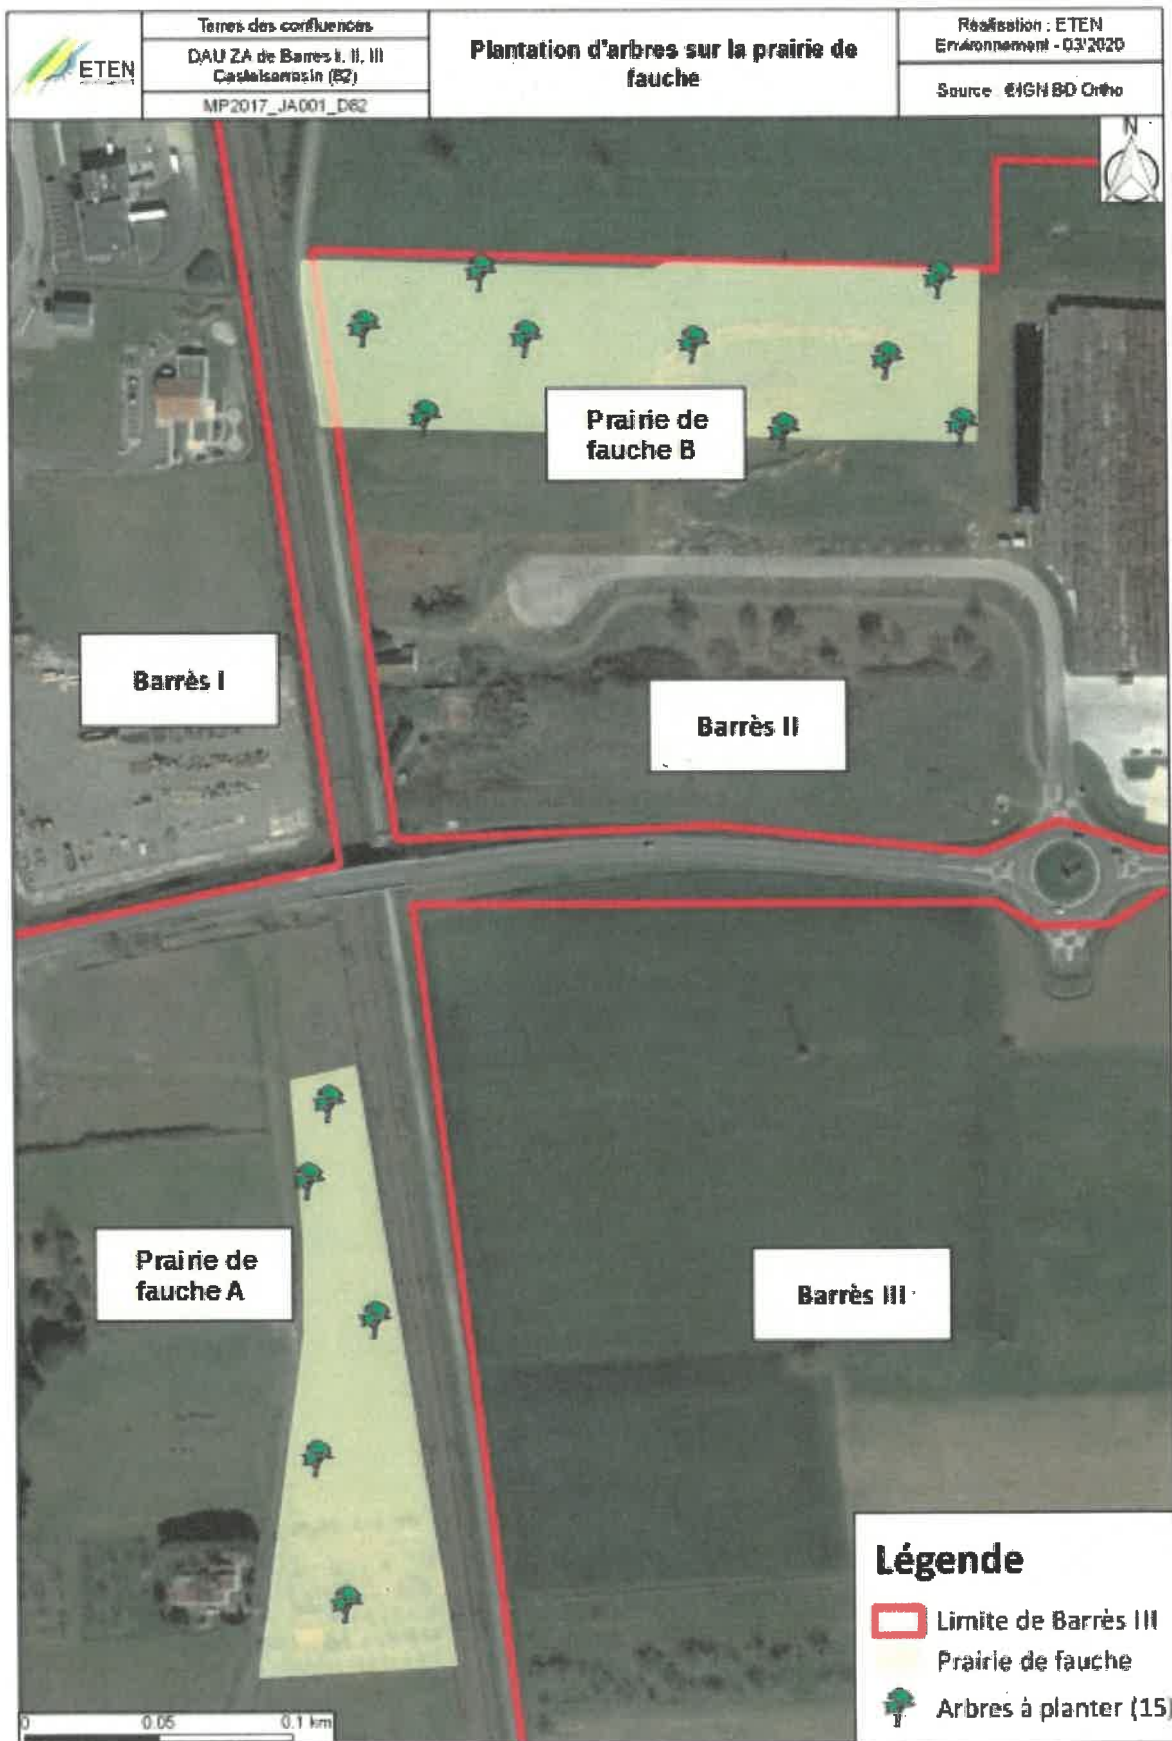 ETEN
Terres des confluences
DAU ZA de Barres I, II, III
Castelsarrasin (82)
MP2017_JA001_D82
Plantation d'arbres sur la prairie de
fauche
Réalisation : ETEN
Environnement - 03/2020
Source : ©IGN BD Ortho
N
Prairie de
fauche B
Barrès I
Barrès II
Prairie de
fauche A
Barrès III
Légende
Limite de Barrès III
Prairie de fauche
Arbres à planter (15)
0 0.05 0.1 km